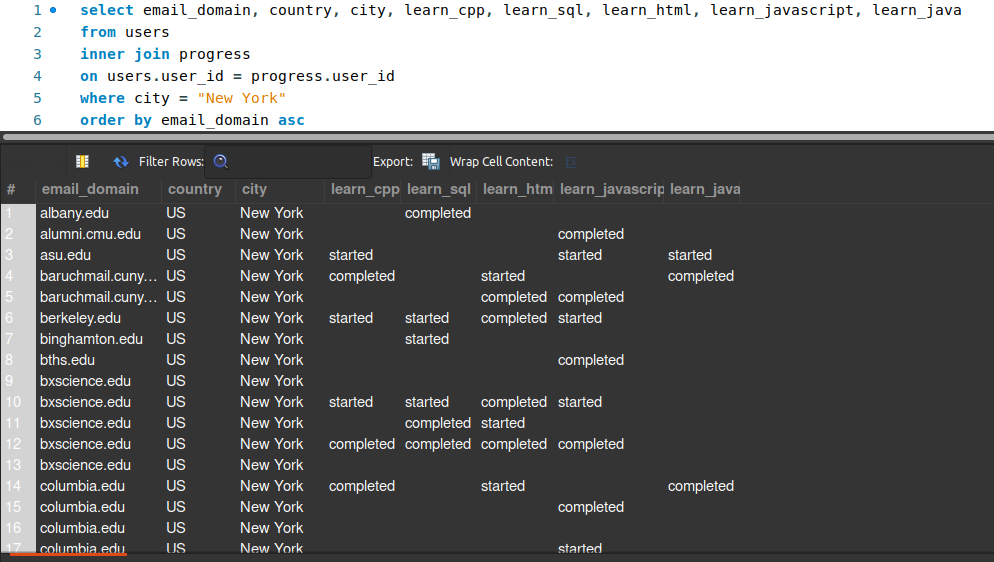 1 select email_domain, country, city, learn_cpp, learn_sql, learn_html, learn_javascript, learn_java
2 from users
3 inner join progress
4 on users.user_id = progress.user_id
5 where city = "New York"
6 order by email_domain asc
Filter Rows: Export: Wrap Cell Content:
# email_domain country city learn_cpp learn_sql learn_htm learn_javascrip learn_java
1 albany.edu US New York completed
2 alumni.cmu.edu US New York completed
3 asu.edu US New York started started started
4 baruchmail.cuny... US New York completed started completed
5 baruchmail.cuny... US New York completed completed
6 berkeley.edu US New York started started completed started
7 binghamton.edu US New York started
8 bths.edu US New York completed
9 bxscience.edu US New York
10 bxscience.edu US New York started started completed started
11 bxscience.edu US New York completed started
12 bxscience.edu US New York completed completed completed completed
13 bxscience.edu US New York
14 columbia.edu US New York completed started completed
15 columbia.edu US New York completed
16 columbia.edu US New York
17 columbia.edu US New York started